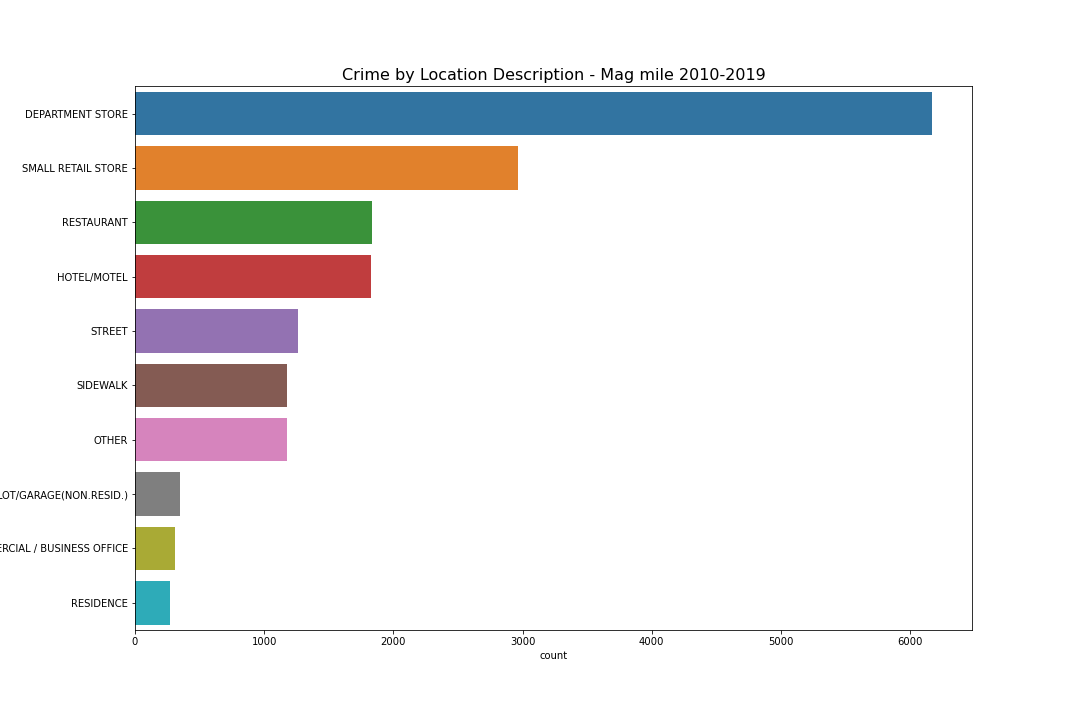 Crime by Location Description - Mag mile 2010-2019
DEPARTMENT STORE
SMALL RETAIL STORE
RESTAURANT
HOTEL/MOTEL
STREET
SIDEWALK
OTHER
LOT/GARAGE(NON.RESID.)
ERCIAL / BUSINESS OFFICE
RESIDENCE
0 1000 2000 3000 4000 5000 6000
count